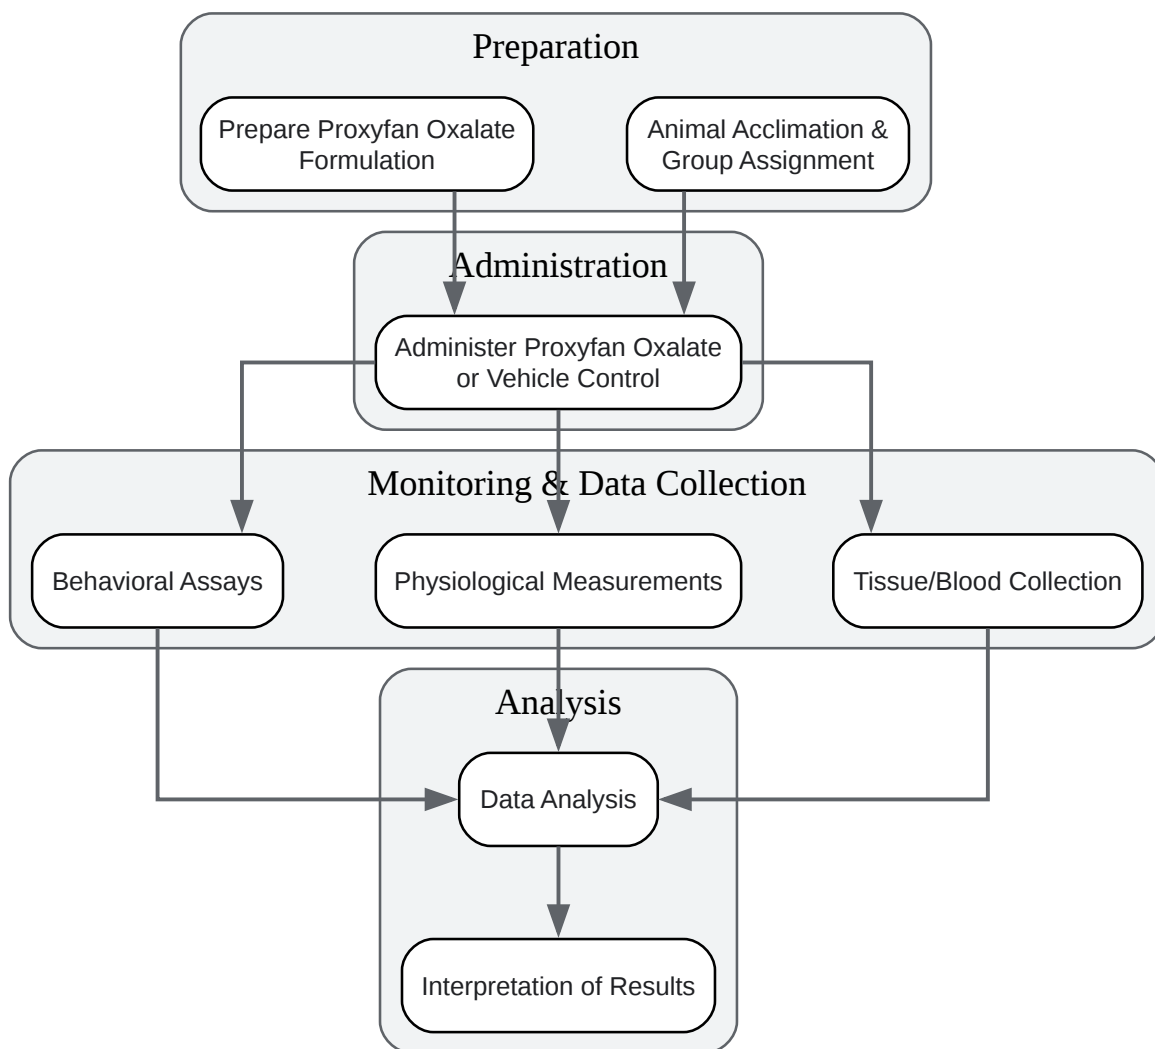 Preparation
Prepare Proxyfan Oxalate
Formulation
Animal Acclimation &
Group Assignment
Administration
Administer Proxyfan Oxalate
or Vehicle Control
Monitoring & Data Collection
Behavioral Assays
Physiological Measurements
Tissue/Blood Collection
Analysis
Data Analysis
Interpretation of Results